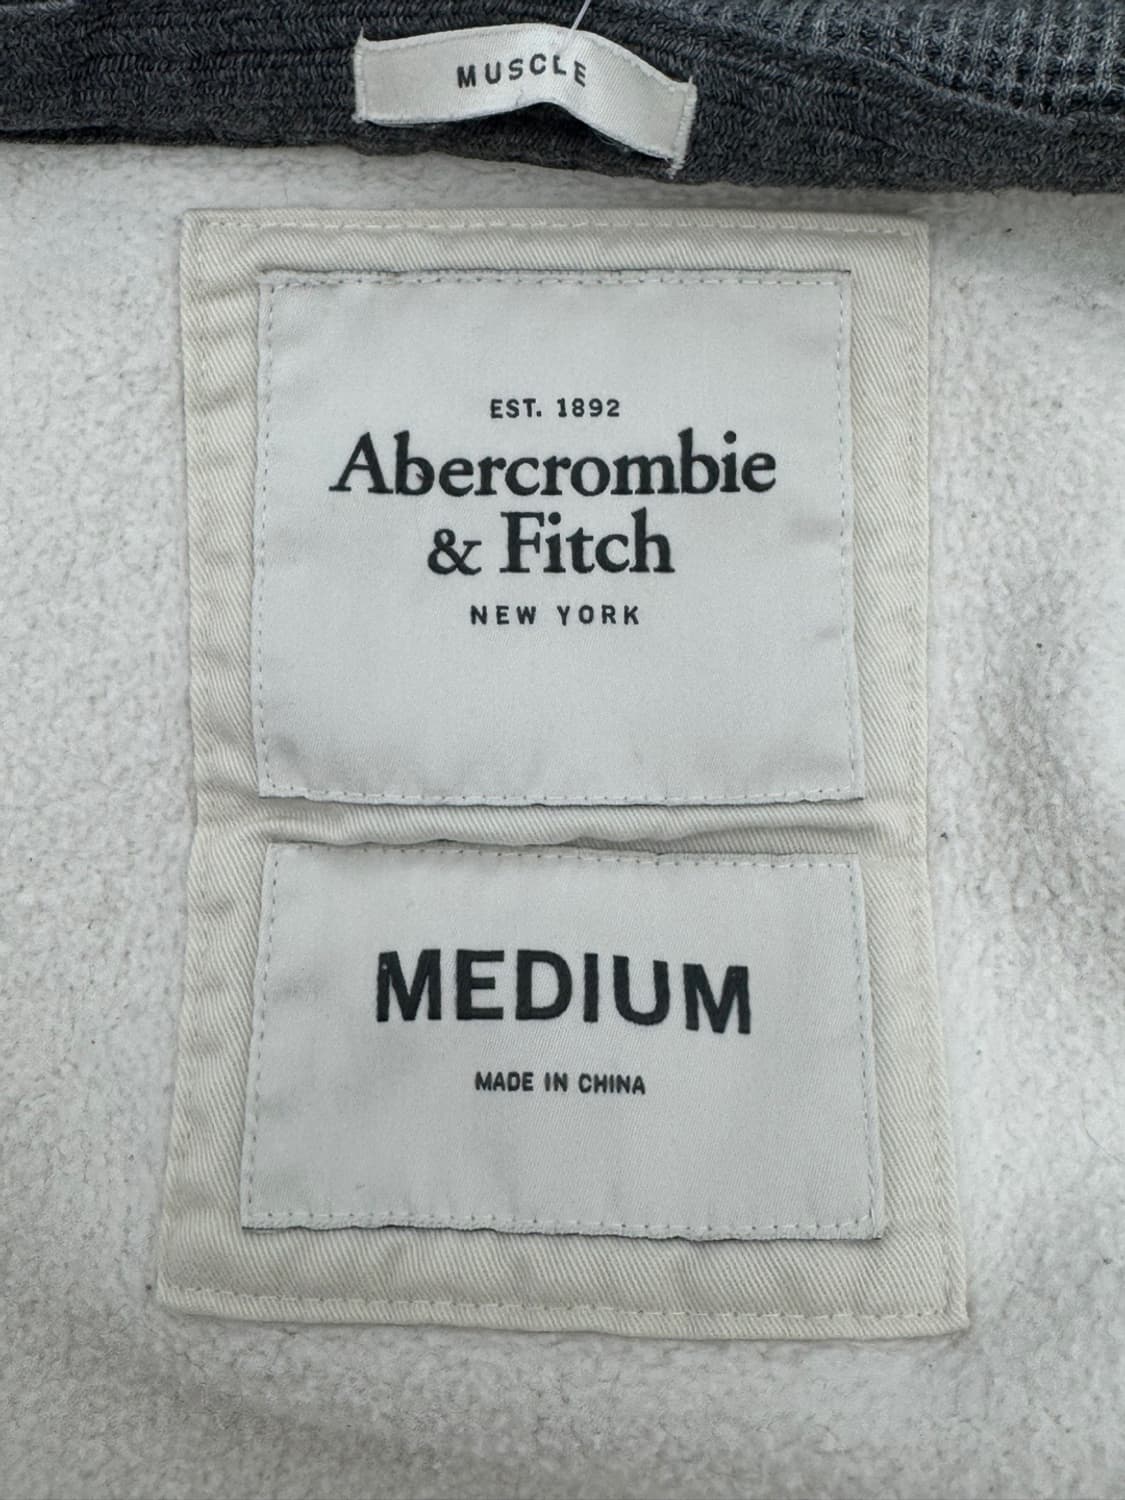 MUSCLE
EST. 1892
Abercrombie
& Fitch
NEW YORK
MEDIUM
MADE IN CHINA